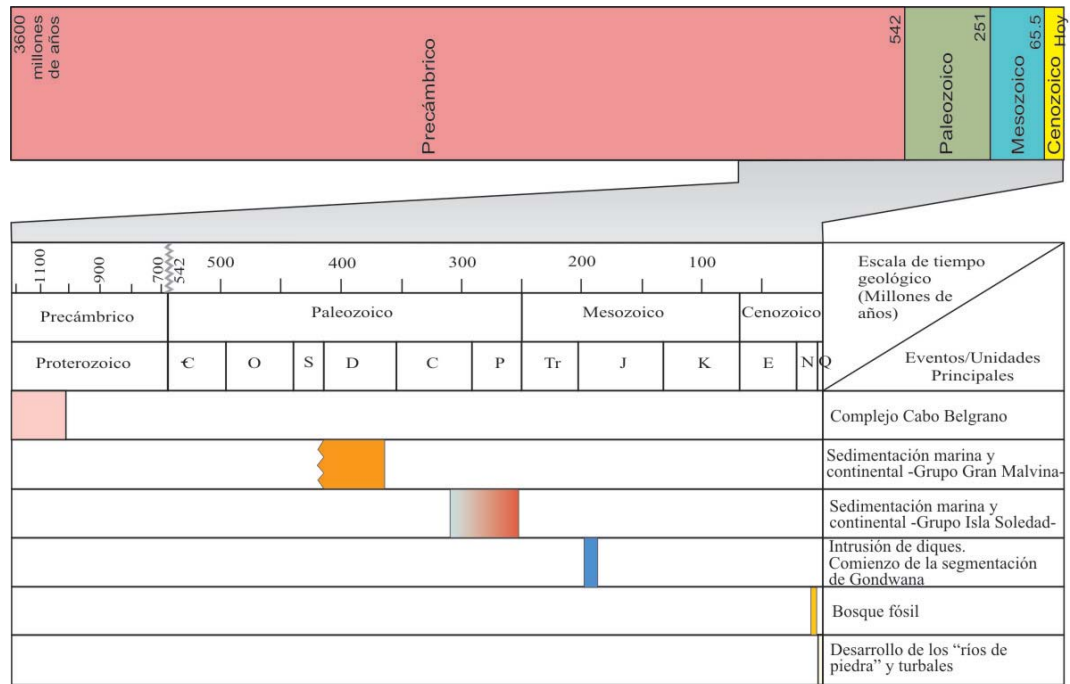 3600
millones
de años
Precámbrico
542
Paleozoico
251
Mesozoico
65.5
Cenozoico
Hoy
1100
900
700
542
500
400
300
200
100
Escala de tiempo
geológico
(Millones de
años)
Eventos/Unidades
Principales
Precámbrico
Paleozoico
Mesozoico
Cenozoico
Proterozoico
€
O
S
D
C
P
Tr
J
K
E
N
Q
Complejo Cabo Belgrano
Sedimentación marina y
continental -Grupo Gran Malvina-
Sedimentación marina y
continental -Grupo Isla Soledad-
Intrusión de diques.
Comienzo de la segmentación
de Gondwana
Bosque fósil
Desarrollo de los “ríos de
piedra” y turbales